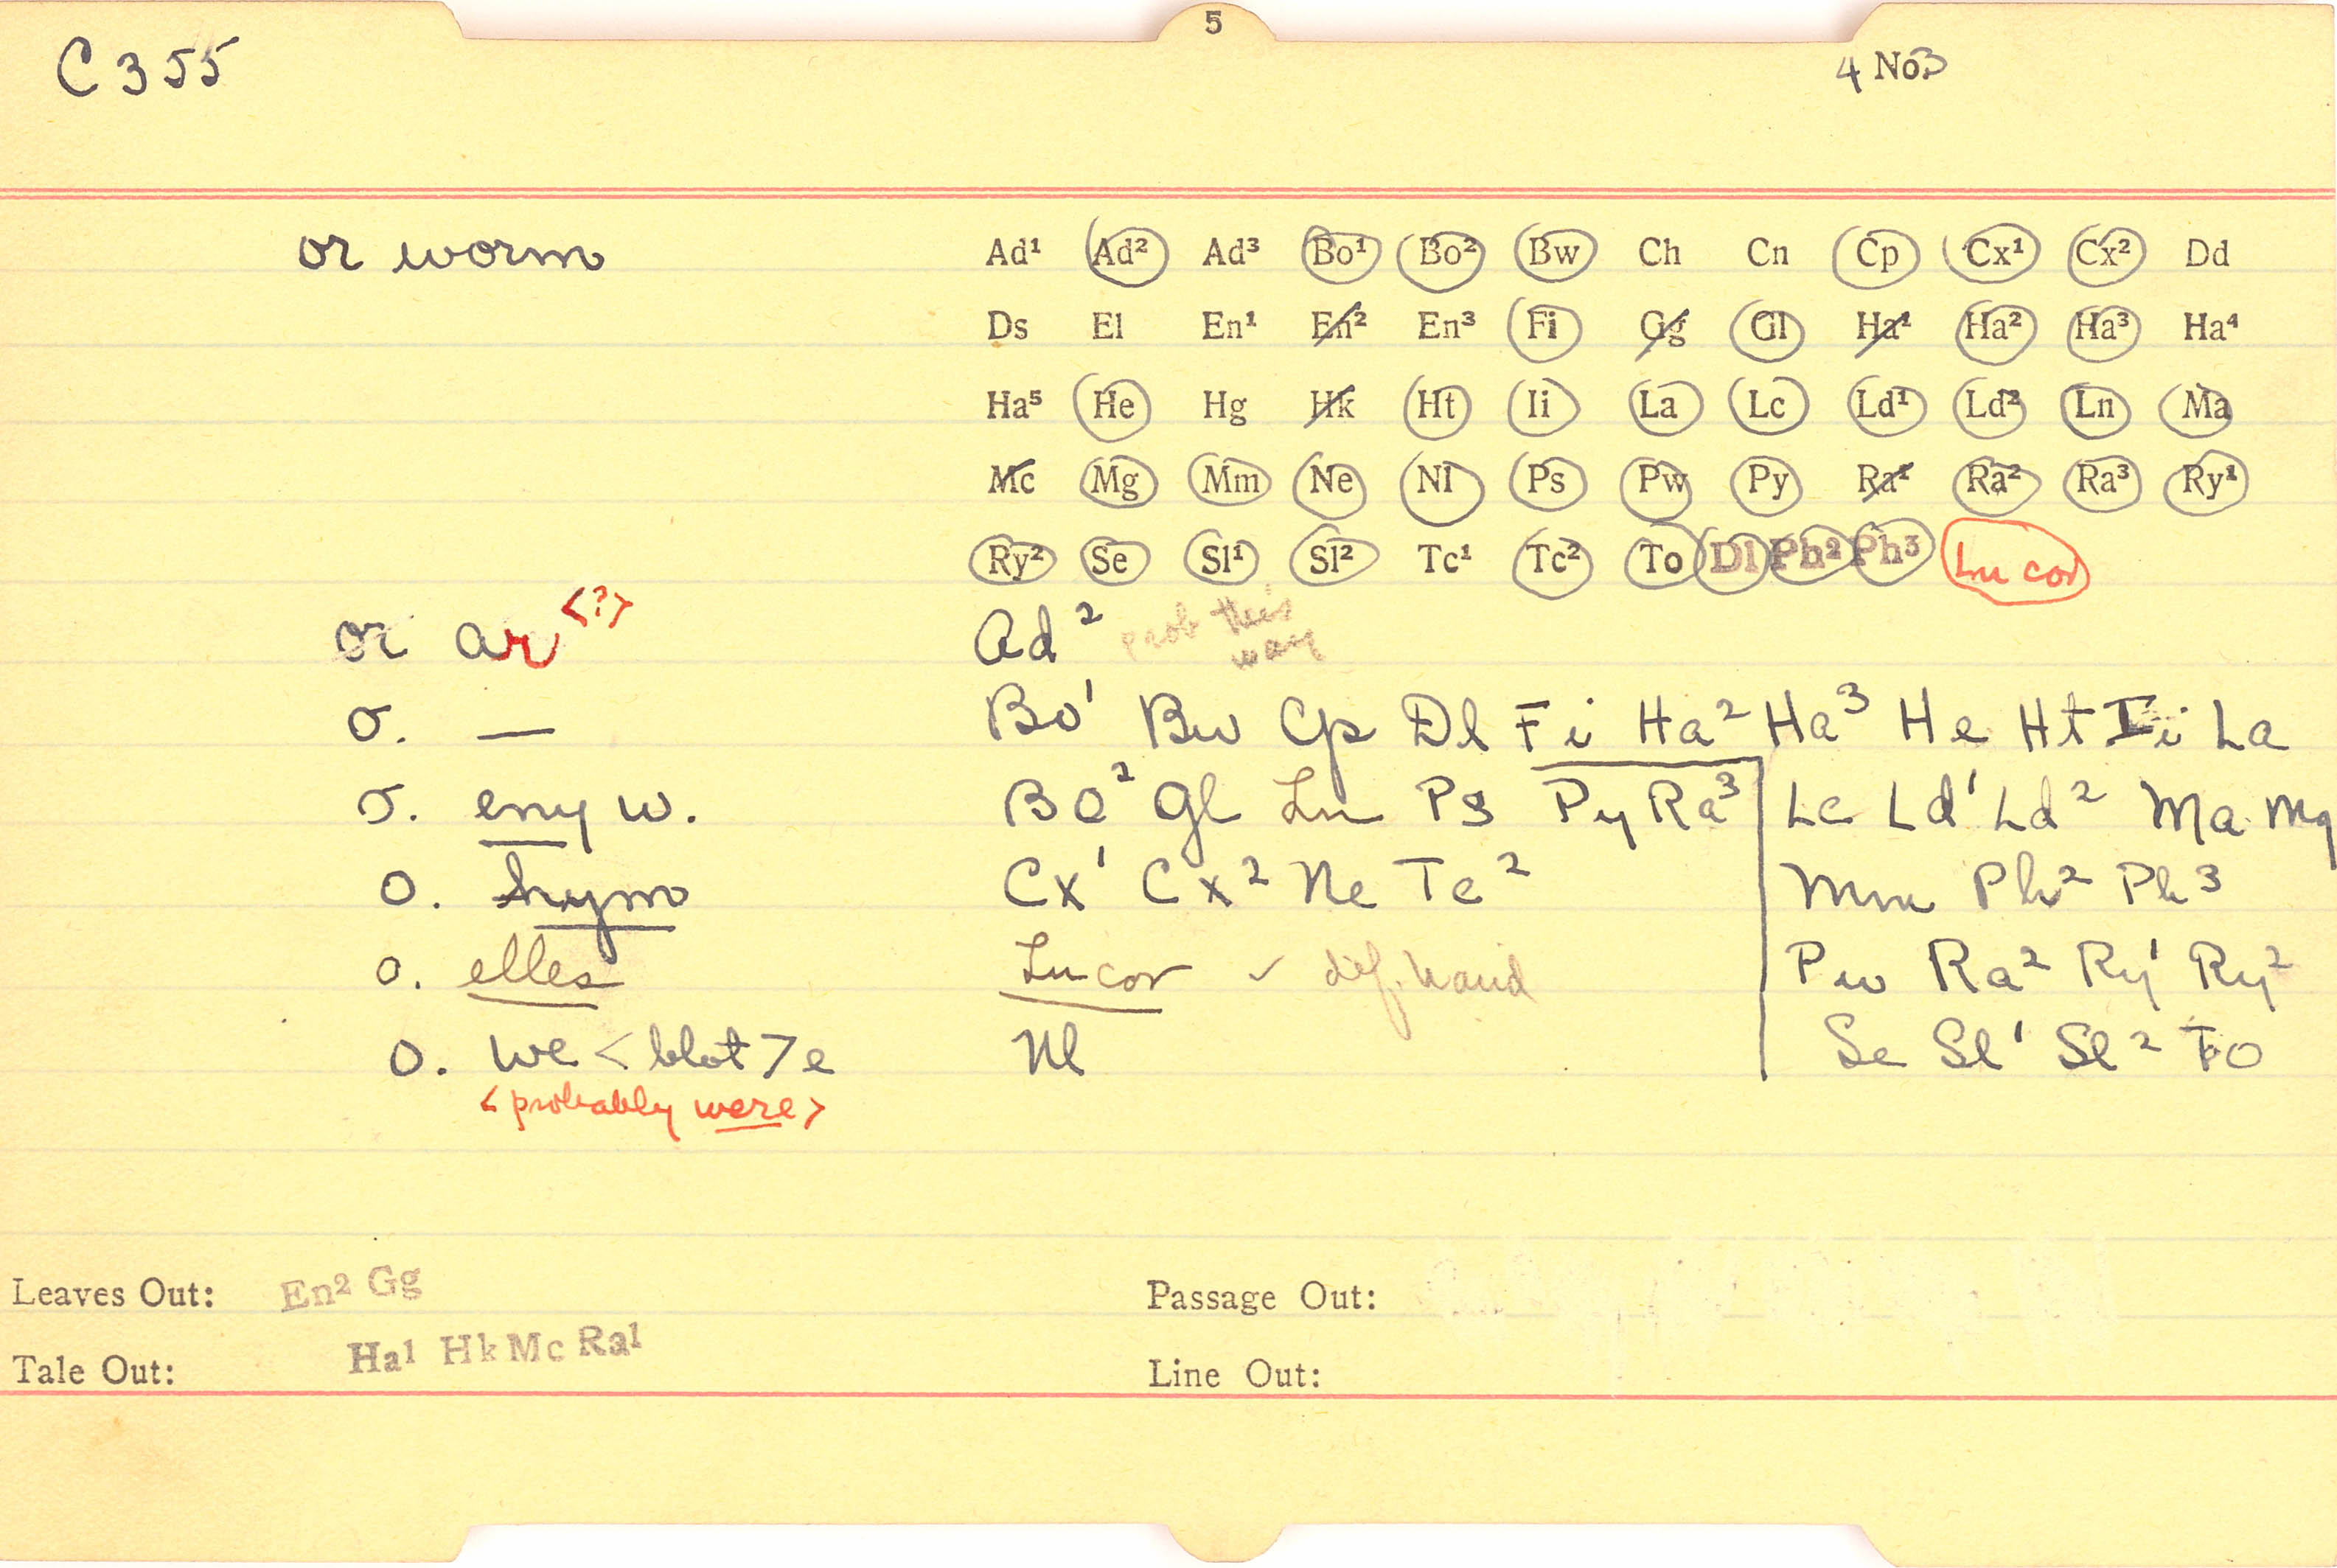 5
C355
4 No3
or worm
Ad¹ Ad² Ad³ Bo¹ Bo² Bw Ch Cn Cp Cx¹ Cx² Dd
Ds El En¹ En² En³ Fi Gg Gl Ha¹ Ha² Ha³ Ha⁴
Ha⁵ He Hg Hk Ht Ii La Lc Ld¹ Ld² Ln Ma
Mc Mg Mm Ne Nl Ps Pw Py Ra¹ Ra² Ra³ Ry¹
Ry² Se Sl¹ Sl² Tc¹ Tc² To Dl Ph² Ph³ Ln cor
or ar <?> Ad² prob this way
o. — Bo¹ Bw Cp Dl Fi Ha² Ha³ He Ht Ii La
o. eny w. Bo² Gl Ln Ps Py Ra³ Lc Ld¹ Ld² Ma Mg
o. hym Cx¹ Cx² Ne Tc² Mm Ph² Ph³
o. elles Ln cor ✓ dif. hand Pw Ra² Ry¹ Ry²
o. we <blot> e Nl Se Sl¹ Sl² To
<probably were>
Leaves Out: En² Gg Passage Out:
Tale Out: Ha¹ Hk Mc Ra¹ Line Out: